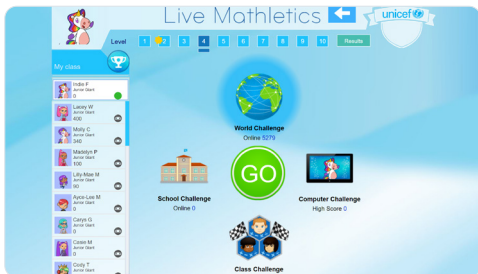 Live Mathletics
unicef
Level 1 2 3 4 5 6 7 8 9 10 Results
My class
Indie F
Junior Giant
0
Lacey W
Junior Giant
400
Molly C
Junior Giant
340
Madelyn P
Junior Giant
100
Lilly-Mae M
Junior Giant
90
Ayce-Lee M
Junior Giant
0
Carys G
Junior Giant
0
Casie M
Junior Giant
0
Cody T
Junior Giant
World Challenge
Online 5279
GO
School Challenge
Online 0
Computer Challenge
High Score 0
Class Challenge